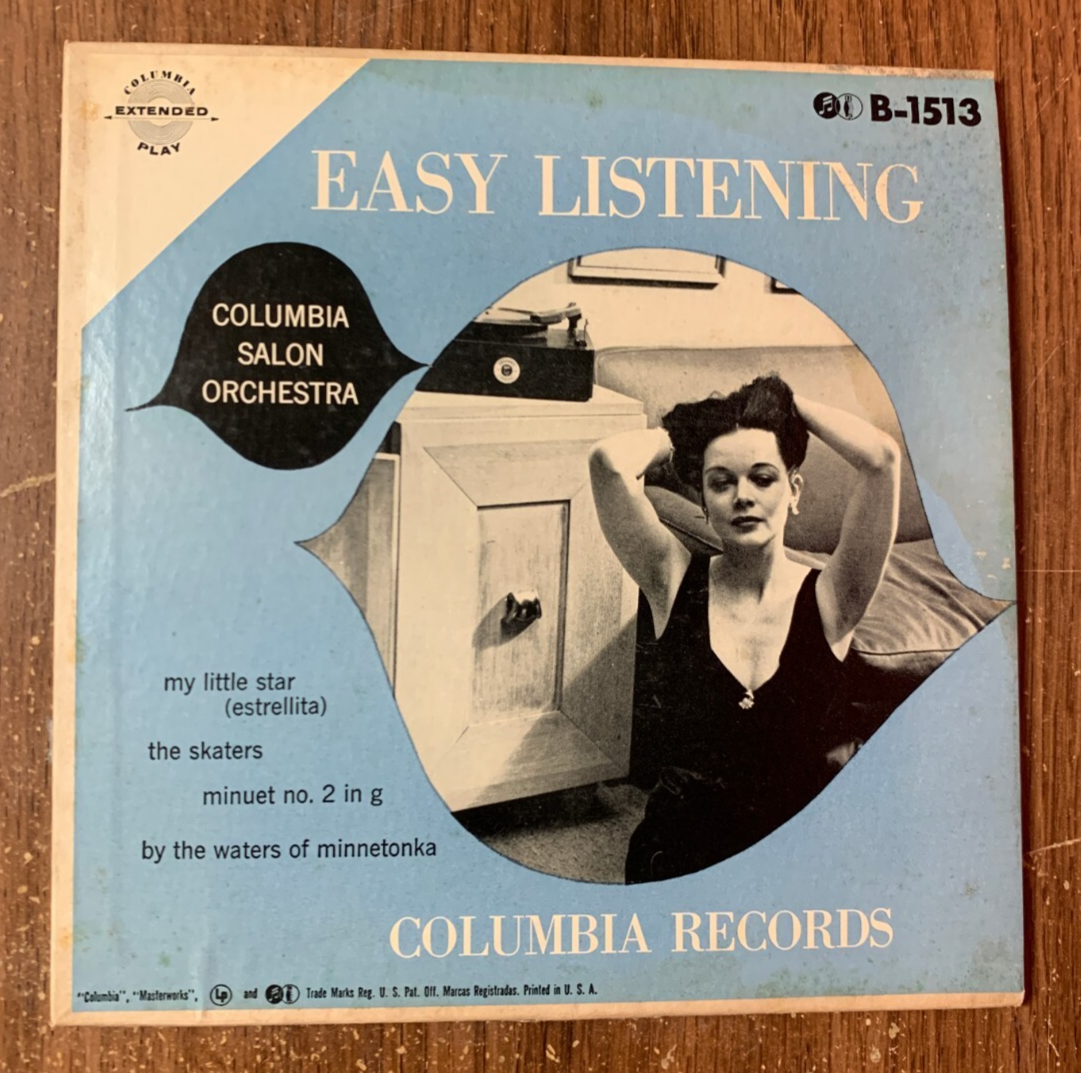 COLUMBIA
EXTENDED
PLAY
B-1513
EASY LISTENING
COLUMBIA
SALON
ORCHESTRA
my little star
(estrellita)
the skaters
minuet no. 2 in g
by the waters of minnetonka
COLUMBIA RECORDS
"Columbia", "Masterworks", Lp and Trade Marks Reg. U. S. Pat. Off. Marcas Registradas. Printed in U. S. A.